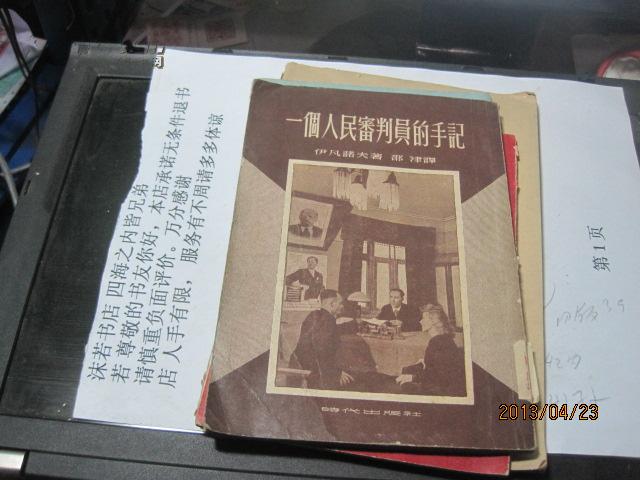 一個人民審判員的手記
伊凡諾夫著 邵津譯
時代出版社
沫若书店 四海之内皆兄弟
若 尊敬的书友你好，本店承诺无条件退书
请慎重负面评价。万分感谢
店 人手有限，服务有不周请多多体谅
第1页
2013/04/23